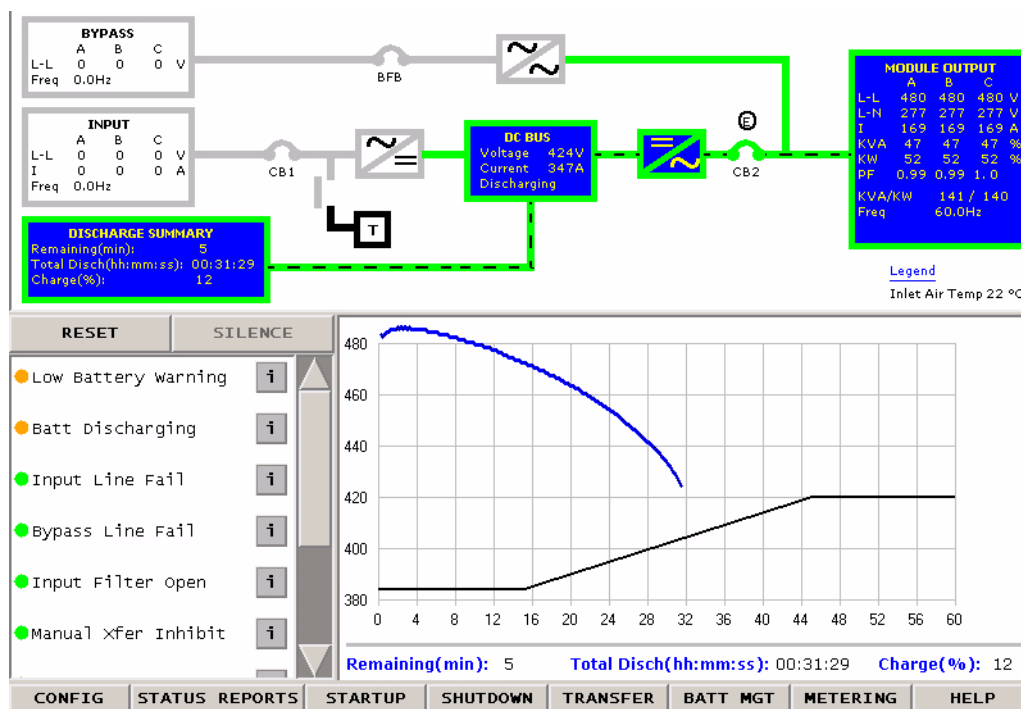 BYPASS
A B C
L-L 0 0 0 V
Freq 0.0Hz
BFB
MODULE OUTPUT
A B C
L-L 480 480 480 V
L-N 277 277 277 V
I 169 169 169 A
KVA 47 47 47 %
KW 52 52 52 %
PF 0.99 0.99 1.0
KVA/KW 141 / 140
Freq 60.0Hz
INPUT
A B C
L-L 0 0 0 V
I 0 0 0 A
Freq 0.0Hz
CB1
DC BUS
Voltage 424V
Current 347A
Discharging
E
CB2
T
DISCHARGE SUMMARY
Remaining(min): 5
Total Disch(hh:mm:ss): 00:31:29
Charge(%): 12
Legend
Inlet Air Temp 22 °C
RESET SILENCE
Low Battery Warning i
Batt Discharging i
Input Line Fail i
Bypass Line Fail i
Input Filter Open i
Manual Xfer Inhibit i
480
460
440
420
400
380
0 4 8 12 16 20 24 28 32 36 40 44 48 52 56 60
Remaining(min): 5 Total Disch(hh:mm:ss): 00:31:29 Charge(%): 12
CONFIG STATUS REPORTS STARTUP SHUTDOWN TRANSFER BATT MGT METERING HELP